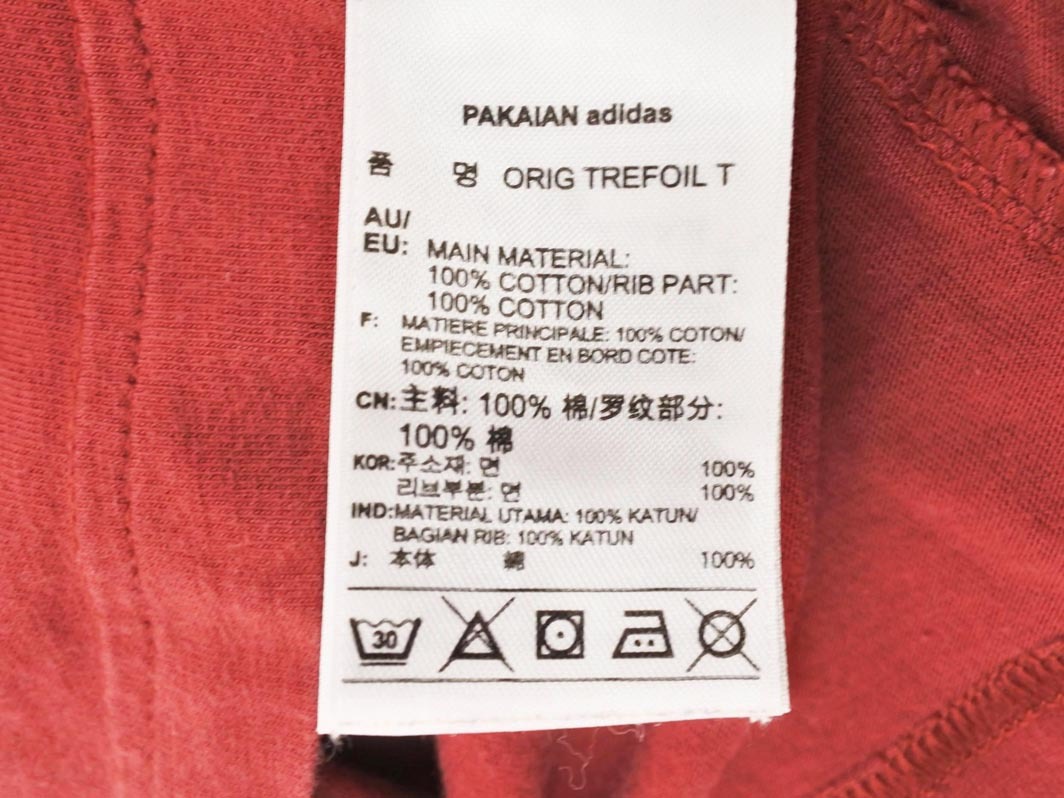 PAKAIAN adidas
품 명 ORIG TREFOIL T
AU/
EU: MAIN MATERIAL:
100% COTTON/RIB PART:
100% COTTON
F: MATIERE PRINCIPALE: 100% COTON/
EMPIECEMENT EN BORD COTE:
100% COTON
CN:主料: 100% 棉/罗纹部分:
100% 棉
KOR:주소재: 면 100%
리브부분: 면 100%
IND:MATERIAL UTAMA: 100% KATUN/
BAGIAN RIB: 100% KATUN
J: 本体 綿 100%
30